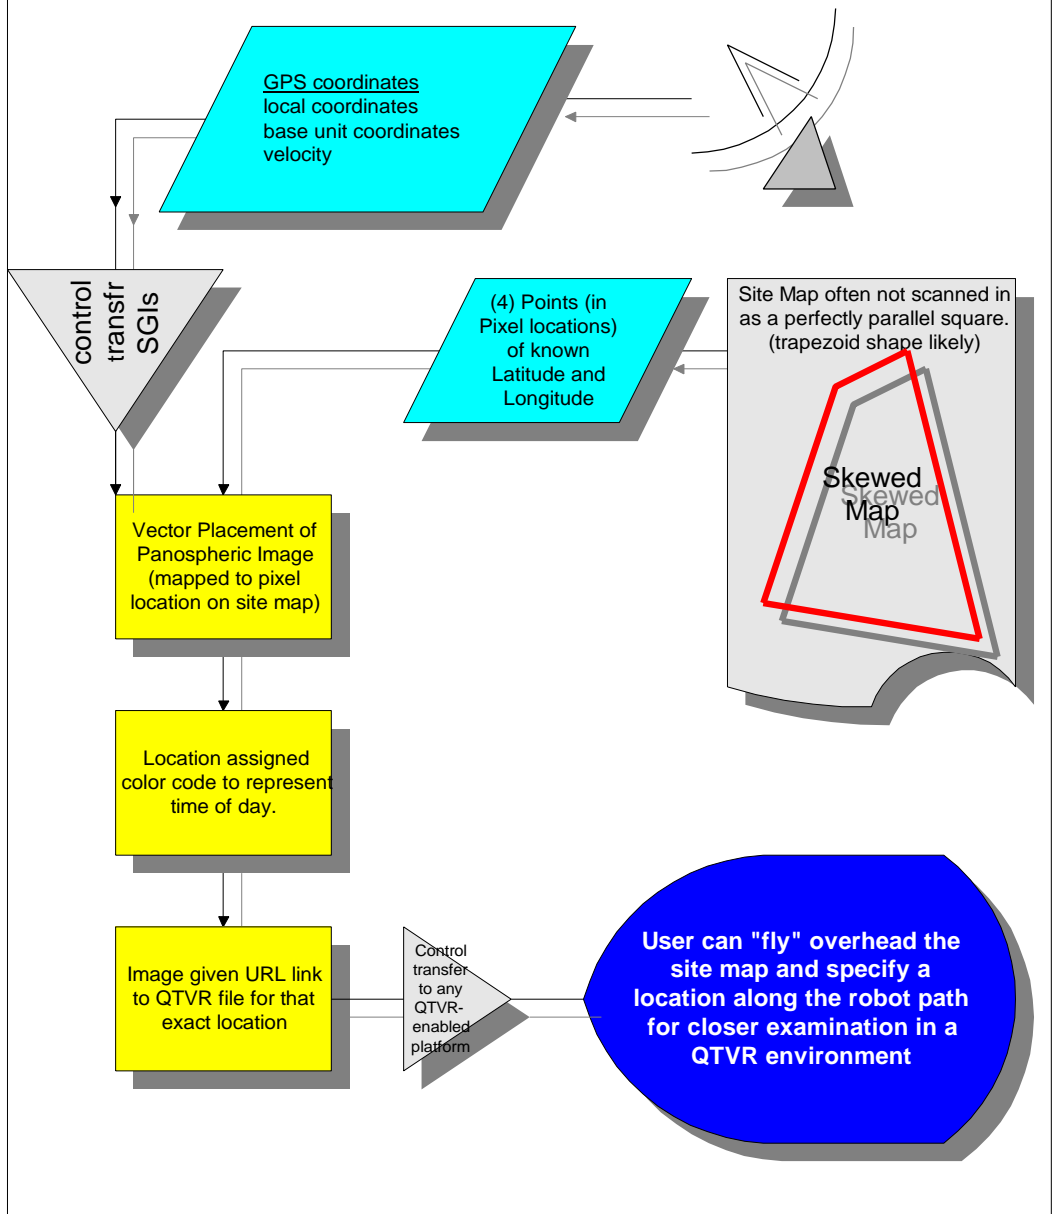 GPS coordinates
local coordinates
base unit coordinates
velocity
control
transfr
SGIs
(4) Points (in
Pixel locations)
of known
Latitude and
Longitude
Site Map often not scanned in
as a perfectly parallel square.
(trapezoid shape likely)
Skewed
Map
Skewed
Map
Vector Placement of
Panospheric Image
(mapped to pixel
location on site map)
Location assigned
color code to represent
time of day.
Image given URL link
to QTVR file for that
exact location
Control
transfer
to any
QTVR-
enabled
platform
User can "fly" overhead the
site map and specify a
location along the robot path
for closer examination in a
QTVR environment